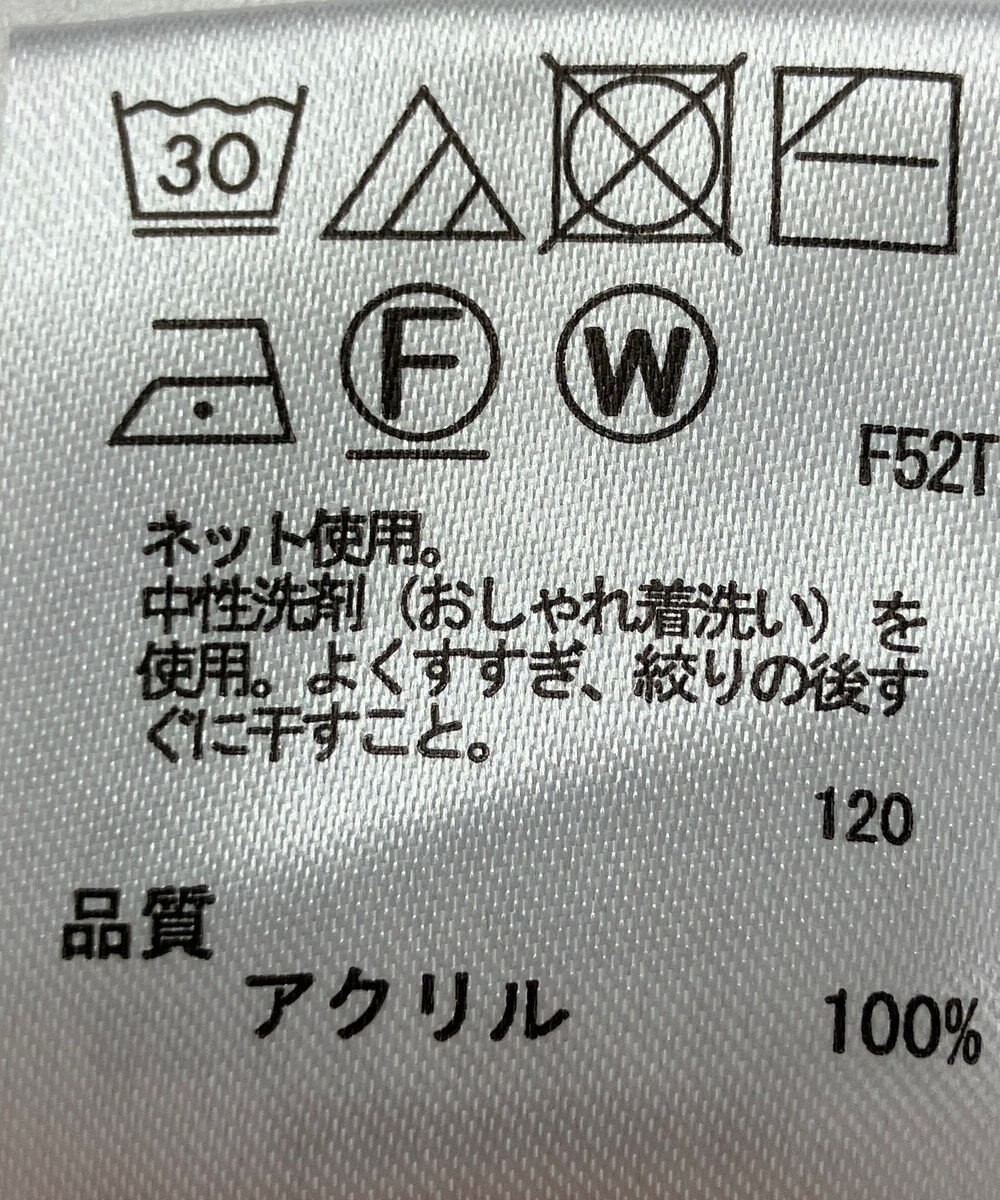 30
F W
F52T
ネット使用。
中性洗剤（おしゃれ着洗い）を
使用。よくすすぎ、絞りの後す
ぐに干すこと。
120
品質
アクリル 100%